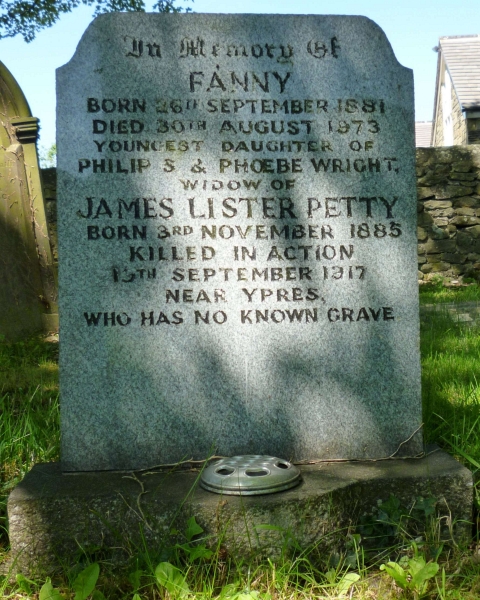 In Memory Of
FANNY
BORN 26TH SEPTEMBER 1881
DIED 30TH AUGUST 1973
YOUNGEST DAUGHTER OF
PHILIP S & PHOEBE WRIGHT,
WIDOW OF
JAMES LISTER PETTY
BORN 3RD NOVEMBER 1885
KILLED IN ACTION
15TH SEPTEMBER 1917
NEAR YPRES,
WHO HAS NO KNOWN GRAVE